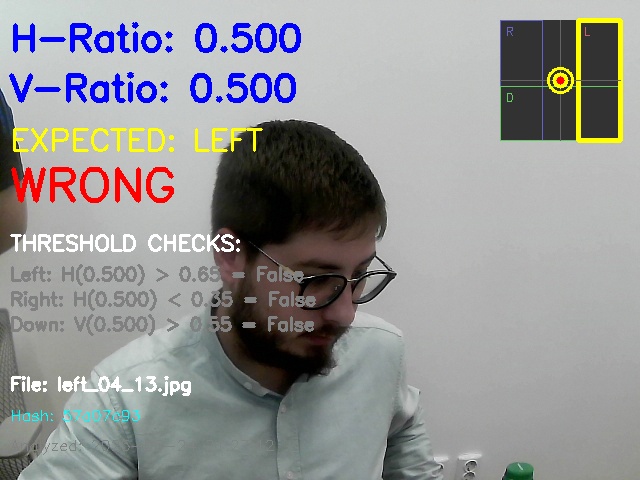 H-Ratio: 0.500
V-Ratio: 0.500
EXPECTED: LEFT
WRONG
THRESHOLD CHECKS:
Left: H(0.500) > 0.65 = False
Right: H(0.500) < 0.35 = False
Down: V(0.500) > 0.55 = False
File: left_04_13.jpg
Hash:
R
L
D